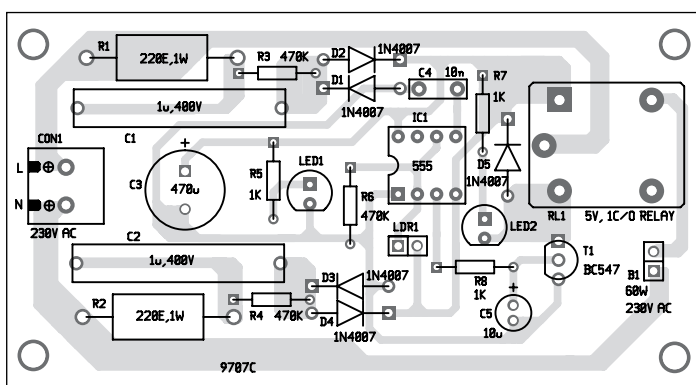 R1
220E,1W
R3 470K
D2
1N4007
D1
1N4007
C4
10n
R7
1K
1u,400V
C1
CON1
L
N
230V AC
C3
+
470u
R5
1K
LED1
R6
470K
IC1
555
D5
1N4007
LED2
LDR1
RL1
5V, 1C/O RELAY
T1
BC547
B1
60W
230V AC
C2
1u,400V
R2
220E,1W
R4 470K
D3
1N4007
D4
1N4007
R8
1K
+
C5
10u
9707C